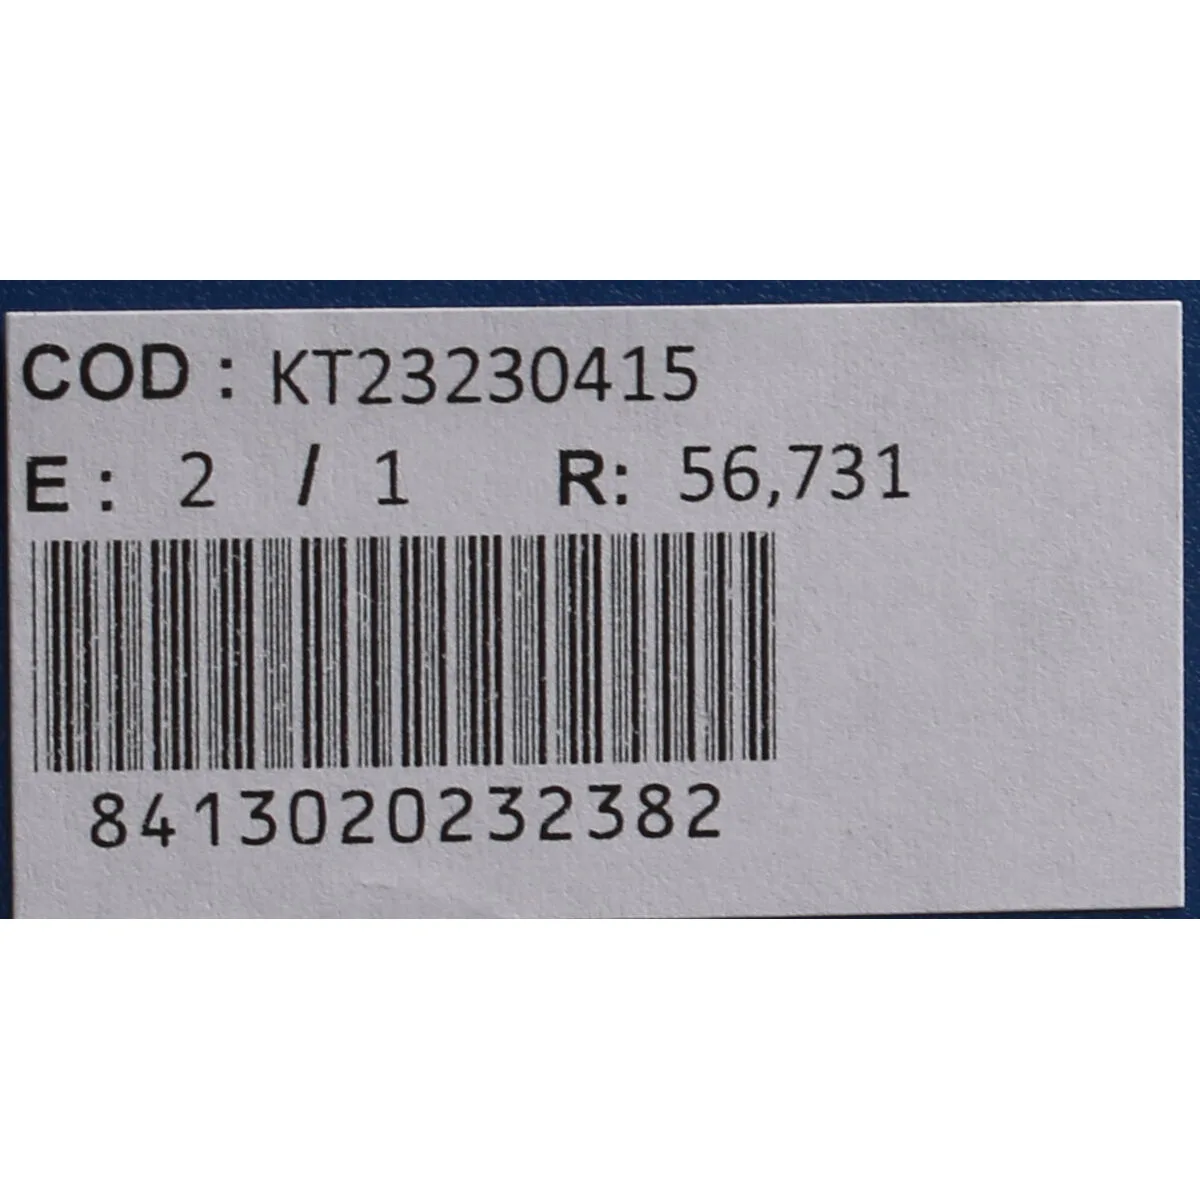 COD : KT23230415
E : 2 / 1 R: 56,731
8413020232382